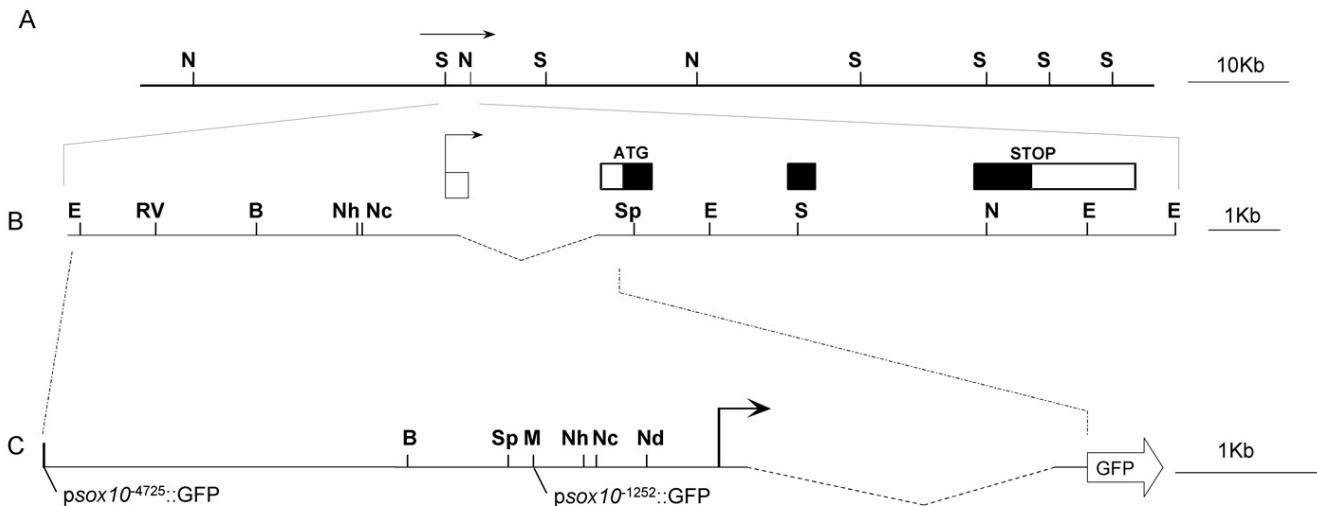 A
N S N S N S S S S 10Kb
ATG STOP
B E RV B Nh Nc Sp E S N E E 1Kb
C B Sp M Nh Nc Nd GFP 1Kb
psox10-4725::GFP psox10-1252::GFP